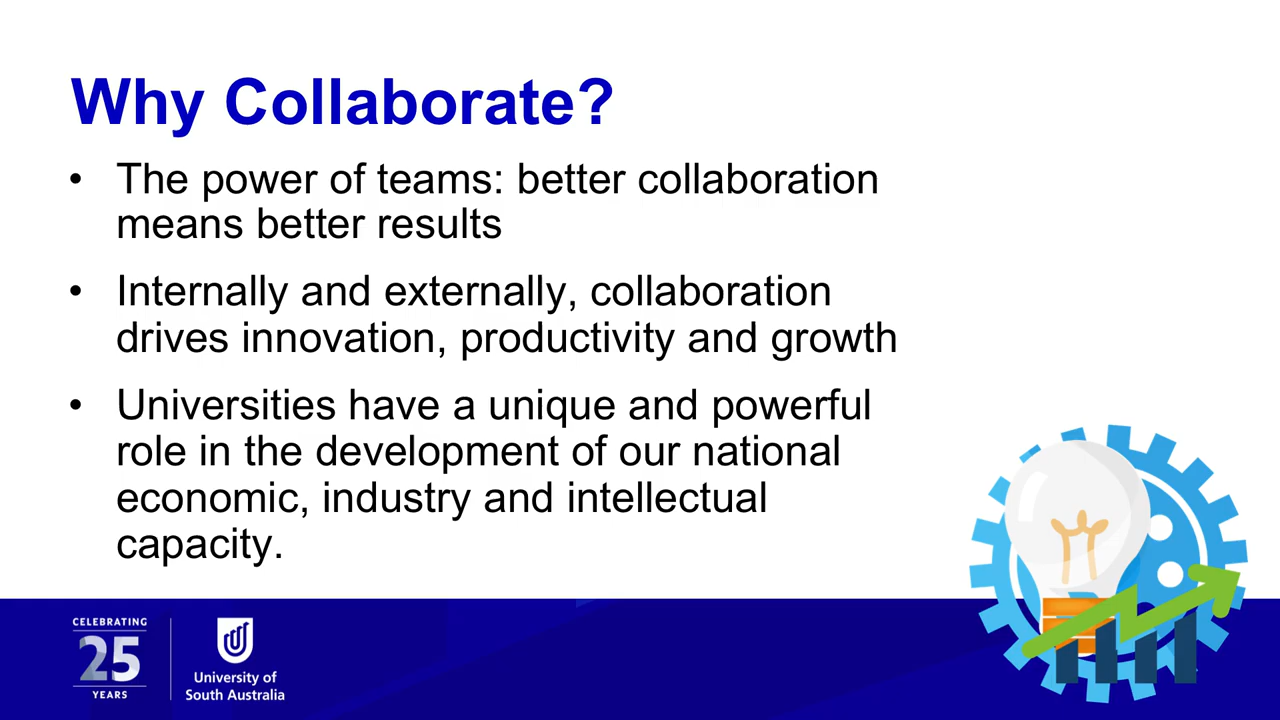 Why Collaborate?
• The power of teams: better collaboration
means better results
• Internally and externally, collaboration
drives innovation, productivity and growth
• Universities have a unique and powerful
role in the development of our national
economic, industry and intellectual
capacity.
CELEBRATING
25
YEARS
University of
South Australia